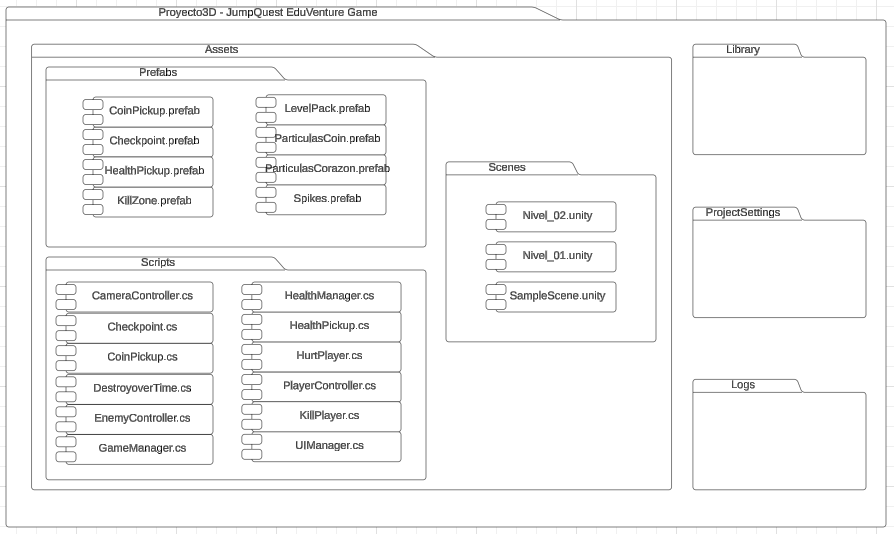 Proyecto3D - JumpQuest EduVenture Game
Assets
Prefabs
CoinPickup.prefab
Checkpoint.prefab
HealthPickup.prefab
KillZone.prefab
LevelPack.prefab
ParticulasCoin.prefab
ParticulasCorazon.prefab
Spikes.prefab
Scripts
CameraController.cs
Checkpoint.cs
CoinPickup.cs
DestroyoverTime.cs
EnemyController.cs
GameManager.cs
HealthManager.cs
HealthPickup.cs
HurtPlayer.cs
PlayerController.cs
KillPlayer.cs
UIManager.cs
Scenes
Nivel_02.unity
Nivel_01.unity
SampleScene.unity
Library
ProjectSettings
Logs